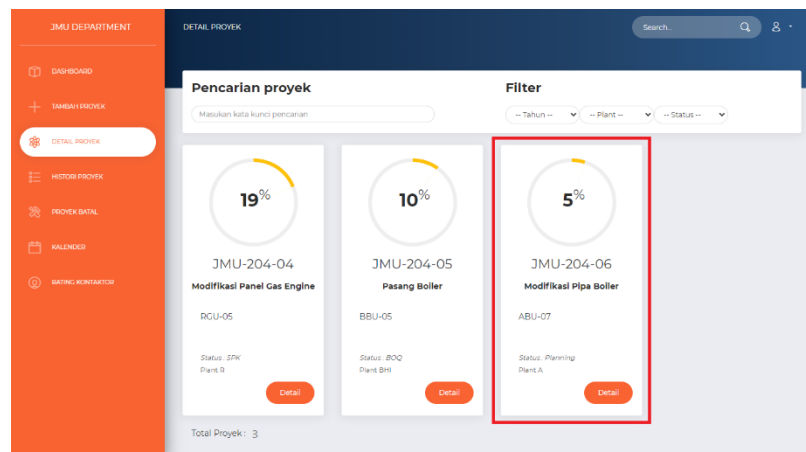 JMU DEPARTMENT
DASHBOARD
TAMBAH PROYEK
DETAIL PROYEK
HISTORI PROYEK
PROYEK BATAL
KALENDER
RATING KONTAKTOR
DETAIL PROYEK
Search..
Pencarian proyek
Masukan kata kunci pencarian
Filter
-- Tahun --
-- Plant --
-- Status --
19%
JMU-204-04
Modifikasi Panel Gas Engine
RGU-05
Status : SPK
Plant R
Detail
10%
JMU-204-05
Pasang Boiler
BBU-05
Status : BOQ
Plant BHI
Detail
5%
JMU-204-06
Modifikasi Pipa Boiler
ABU-07
Status : Planning
Plant A
Detail
Total Proyek : 3